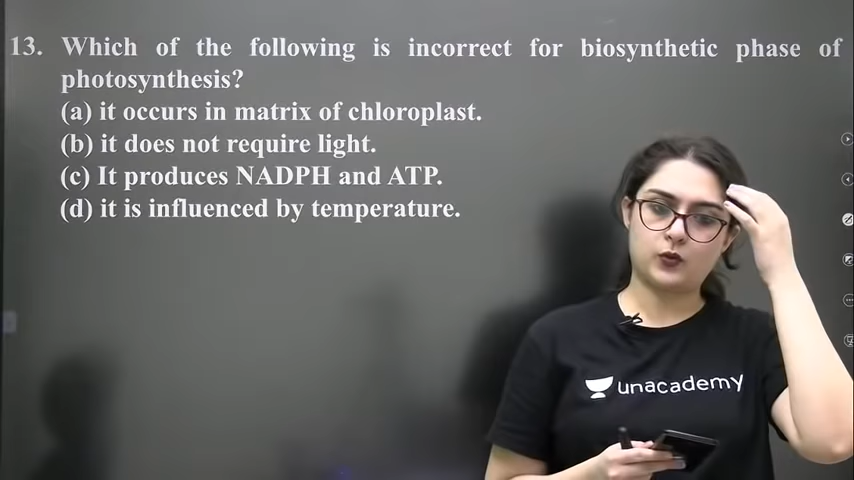 13. Which of the following is incorrect for biosynthetic phase of
photosynthesis?
(a) it occurs in matrix of chloroplast.
(b) it does not require light.
(c) It produces NADPH and ATP.
(d) it is influenced by temperature.
unacademy